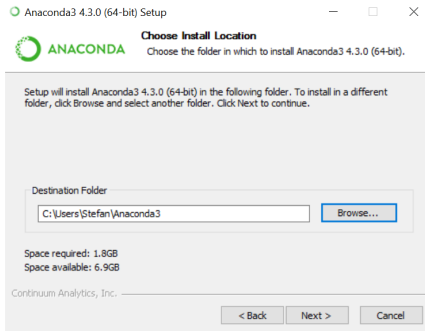 Anaconda3 4.3.0 (64-bit) Setup
ANACONDA
Choose Install Location
Choose the folder in which to install Anaconda3 4.3.0 (64-bit).
Setup will install Anaconda3 4.3.0 (64-bit) in the following folder. To install in a different
folder, click Browse and select another folder. Click Next to continue.
Destination Folder
C:\Users\Stefan\Anaconda3
Browse...
Space required: 1.8GB
Space available: 6.9GB
Continuum Analytics, Inc.
< Back
Next >
Cancel